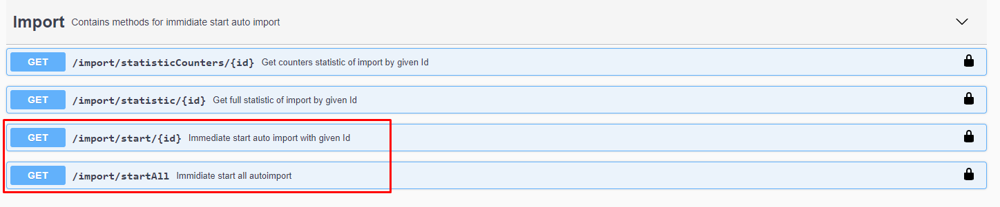 Import Contains methods for immidiate start auto import
GET /import/statisticCounters/{id} Get counters statistic of import by given Id
GET /import/statistic/{id} Get full statistic of import by given Id
GET /import/start/{id} Immediate start auto import with given Id
GET /import/startAll Immidiate start all autoimport